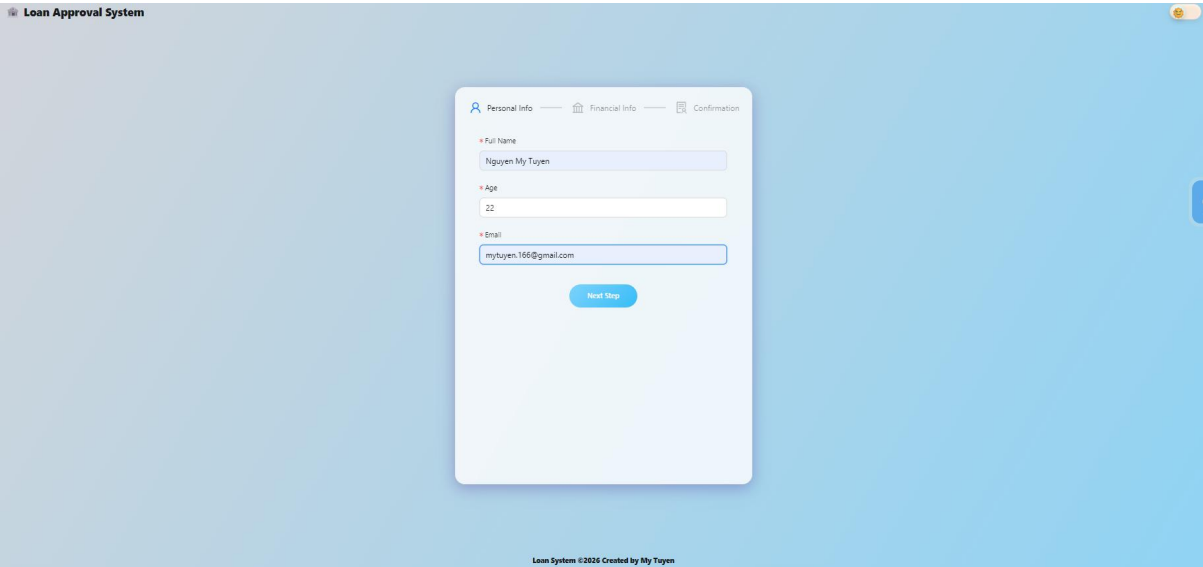 Loan Approval System
Personal Info Financial Info Confirmation
* Full Name
Nguyen My Tuyen
* Age
22
* Email
mytuyen.166@gmail.com
Next Step
Loan System ©2026 Created by My Tuyen